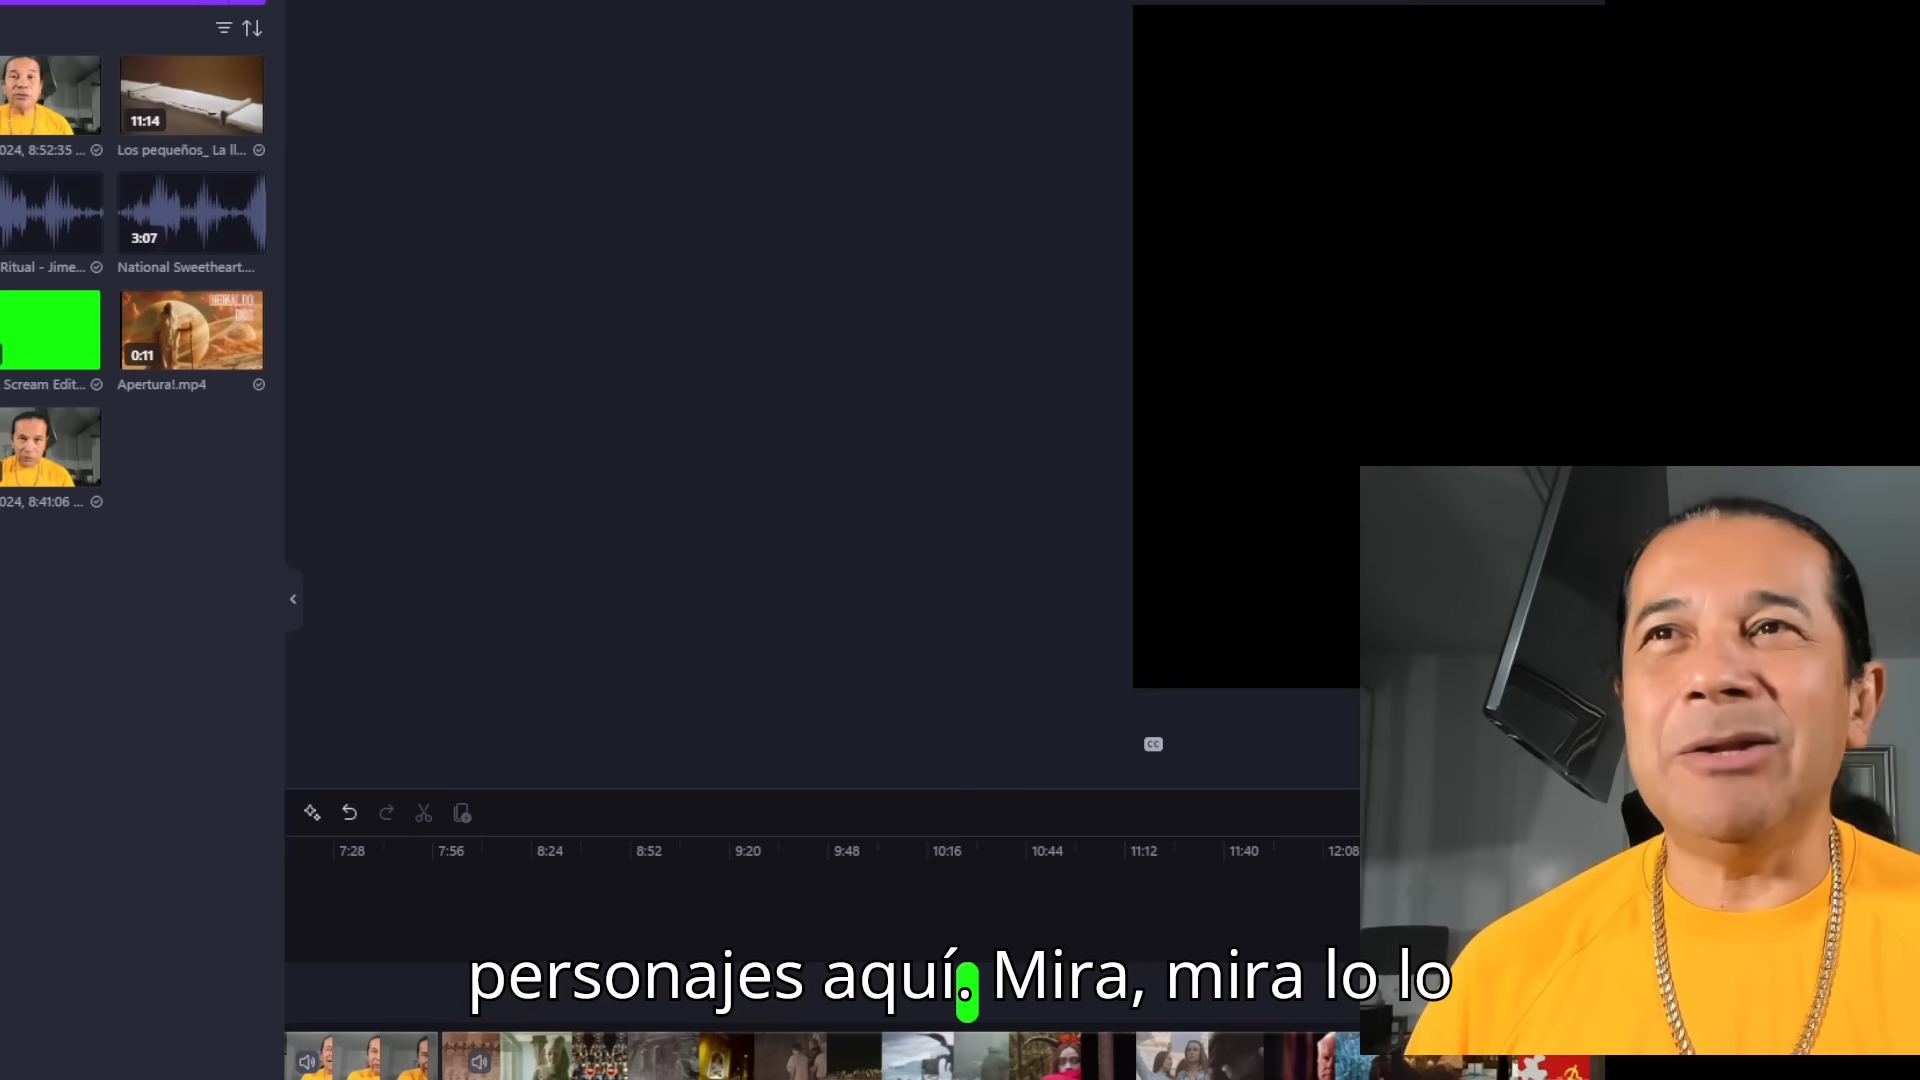 11:14
024, 8:52:35 ...
Los pequeños_ La ll...
3:07
Ritual - Jime...
National Sweetheart....
0:11
Scream Edit...
Apertura!.mp4
024, 8:41:06 ...
CC
7:28
7:56
8:24
8:52
9:20
9:48
10:16
10:44
11:12
11:40
12:08
personajes aquí. Mira, mira lo lo